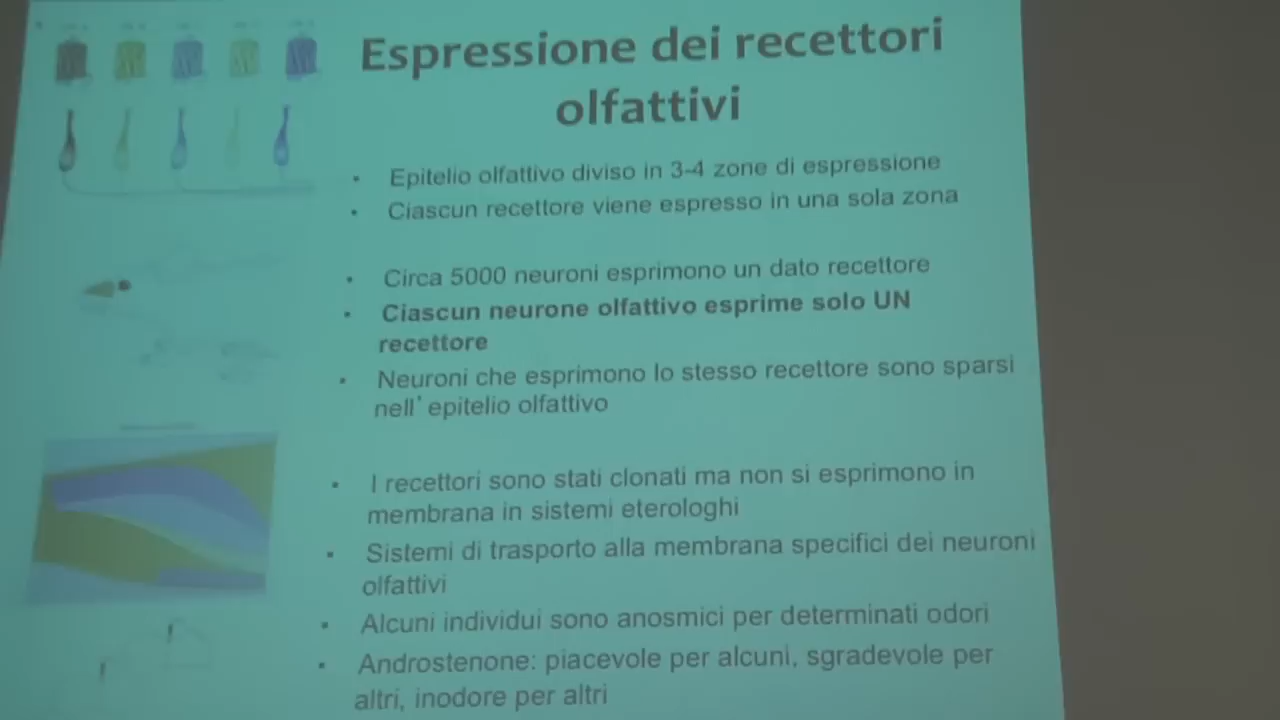 Espressione dei recettori
olfattivi
• Epitelio olfattivo diviso in 3-4 zone di espressione
• Ciascun recettore viene espresso in una sola zona
• Circa 5000 neuroni esprimono un dato recettore
• Ciascun neurone olfattivo esprime solo UN
recettore
• Neuroni che esprimono lo stesso recettore sono sparsi
nell' epitelio olfattivo
• I recettori sono stati clonati ma non si esprimono in
membrana in sistemi eterologhi
• Sistemi di trasporto alla membrana specifici dei neuroni
olfattivi
• Alcuni individui sono anosmici per determinati odori
• Androstenone: piacevole per alcuni, sgradevole per
altri, inodore per altri